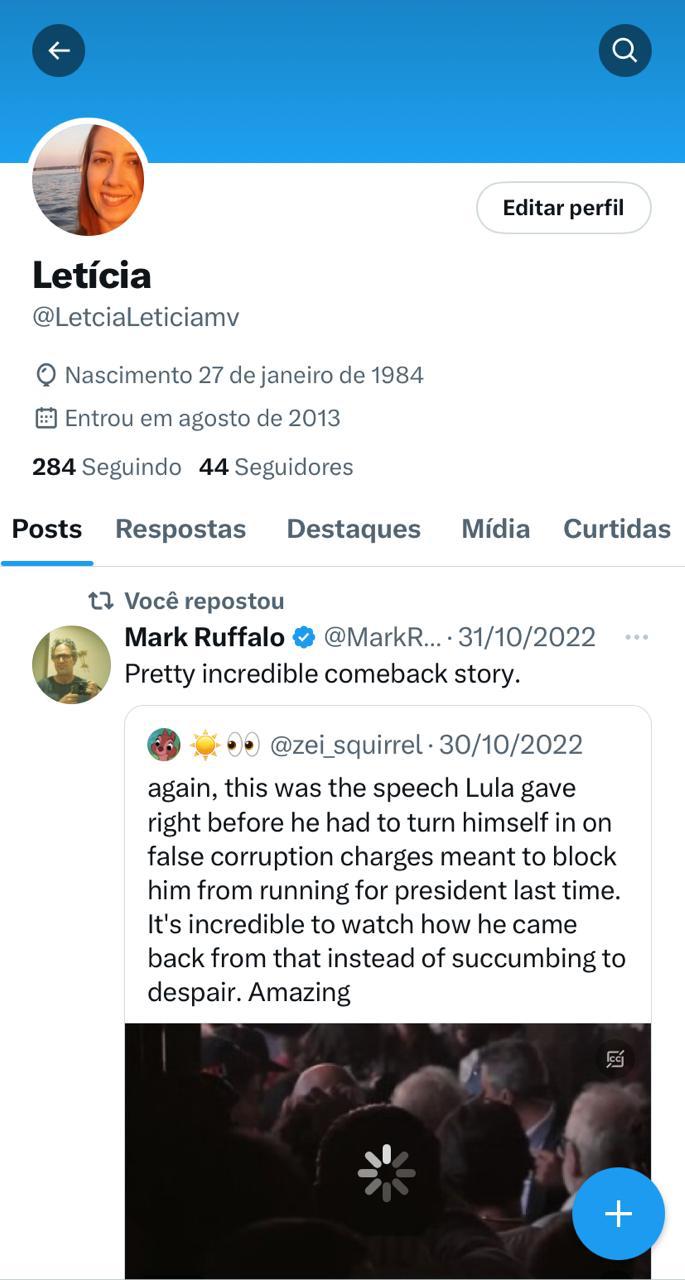 Editar perfil
Letícia
@LetciaLeticiamv
Nascimento 27 de janeiro de 1984
Entrou em agosto de 2013
284 Seguindo 44 Seguidores
Posts Respostas Destaques Mídia Curtidas
Você repostou
Mark Ruffalo @MarkR... · 31/10/2022
Pretty incredible comeback story.
@zei_squirrel · 30/10/2022
again, this was the speech Lula gave
right before he had to turn himself in on
false corruption charges meant to block
him from running for president last time.
It's incredible to watch how he came
back from that instead of succumbing to
despair. Amazing